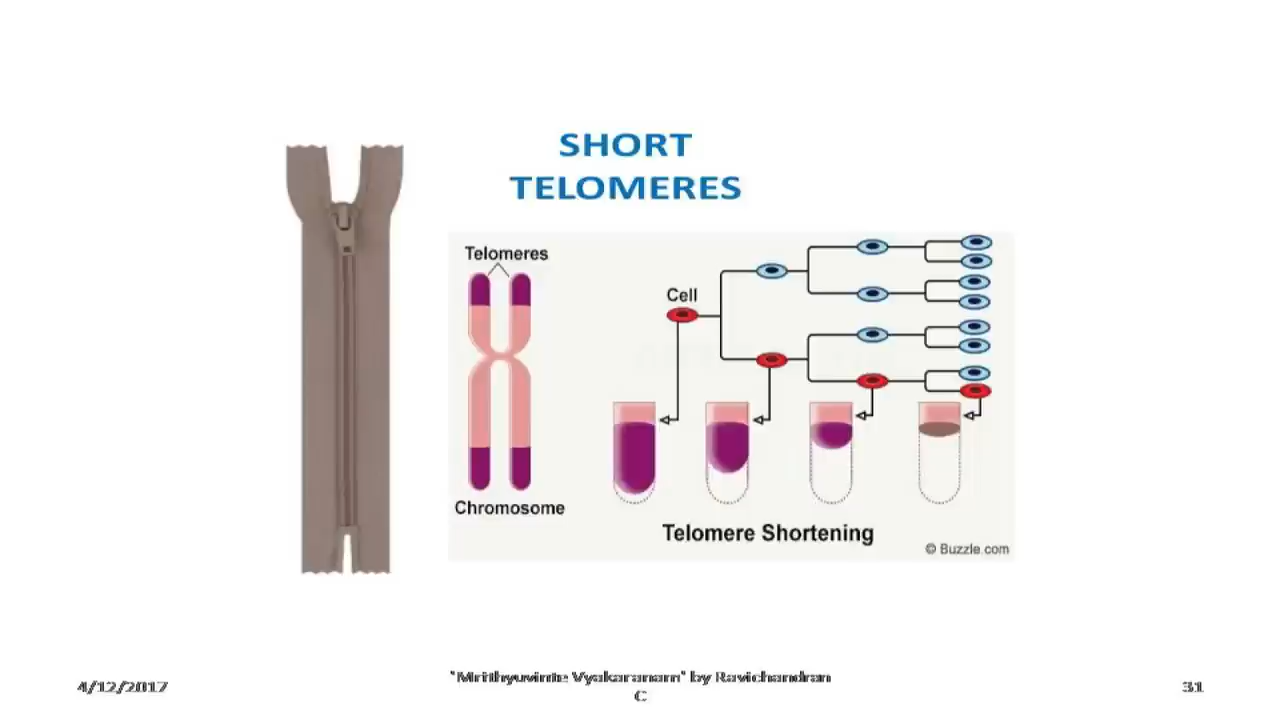 SHORT
TELOMERES
Telomeres
Cell
Chromosome
Telomere Shortening
© Buzzle.com
4/12/2017
"Mrithyuvinte Vyakaranam" by Ravichandran
C
31